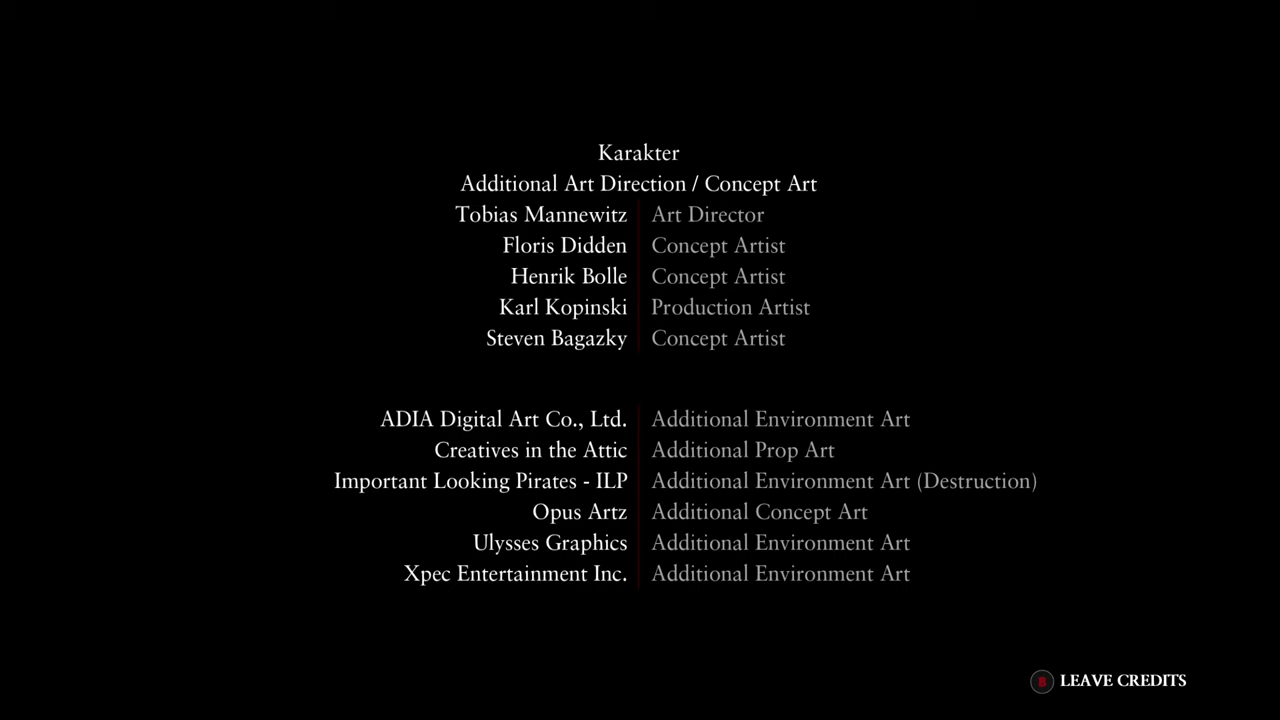 Karakter
Additional Art Direction / Concept Art
Tobias Mannewitz Art Director
Floris Didden Concept Artist
Henrik Bolle Concept Artist
Karl Kopinski Production Artist
Steven Bagazky Concept Artist
ADIA Digital Art Co., Ltd. Additional Environment Art
Creatives in the Attic Additional Prop Art
Important Looking Pirates - ILP Additional Environment Art (Destruction)
Opus Artz Additional Concept Art
Ulysses Graphics Additional Environment Art
Xpec Entertainment Inc. Additional Environment Art
B LEAVE CREDITS